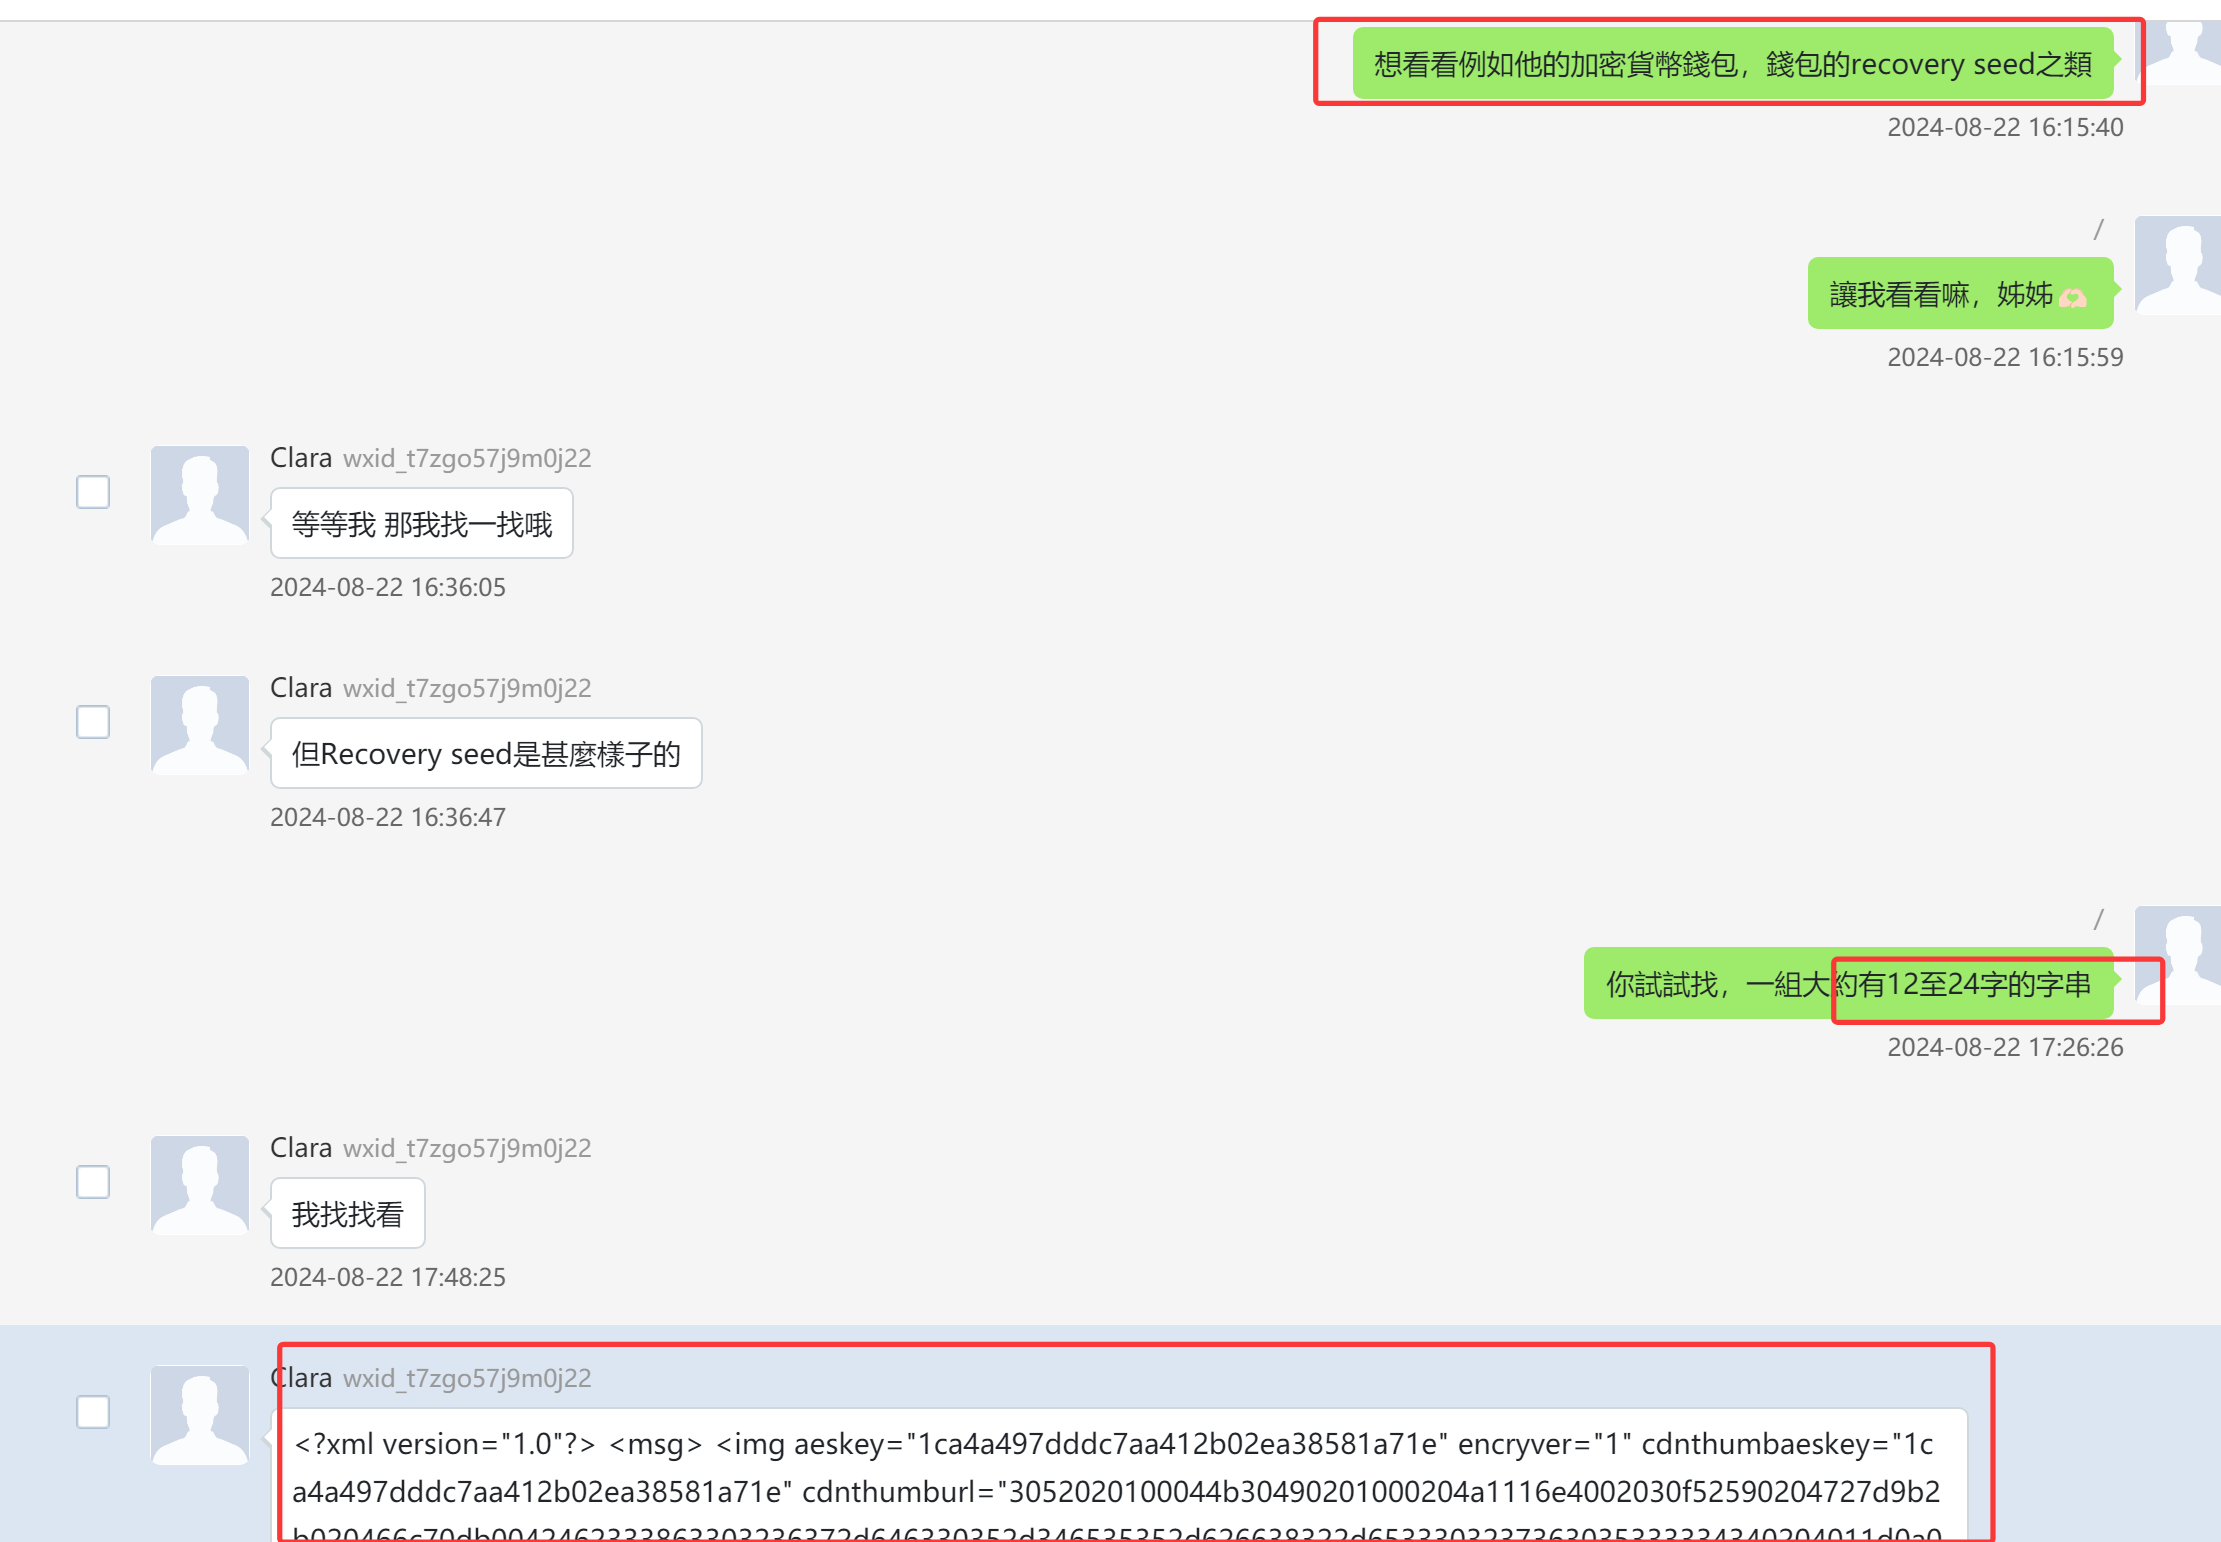 想看看例如他的加密貨幣錢包，錢包的recovery seed之類
2024-08-22 16:15:40
/
讓我看看嘛，姊姊🫶🏻
2024-08-22 16:15:59
Clara wxid_t7zgo57j9m0j22
等等我 那我找一找哦
2024-08-22 16:36:05
Clara wxid_t7zgo57j9m0j22
但Recovery seed是甚麼樣子的
2024-08-22 16:36:47
/
你試試找，一組大約有12至24字的字串
2024-08-22 17:26:26
Clara wxid_t7zgo57j9m0j22
我找找看
2024-08-22 17:48:25
Clara wxid_t7zgo57j9m0j22
<?xml version="1.0"?> <msg> <img aeskey="1ca4a497dddc7aa412b02ea38581a71e" encryver="1" cdnthumbaeskey="1c
a4a497dddc7aa412b02ea38581a71e" cdnthumburl="3052020100044b30490201000204a1116e4002030f52590204727d9b2